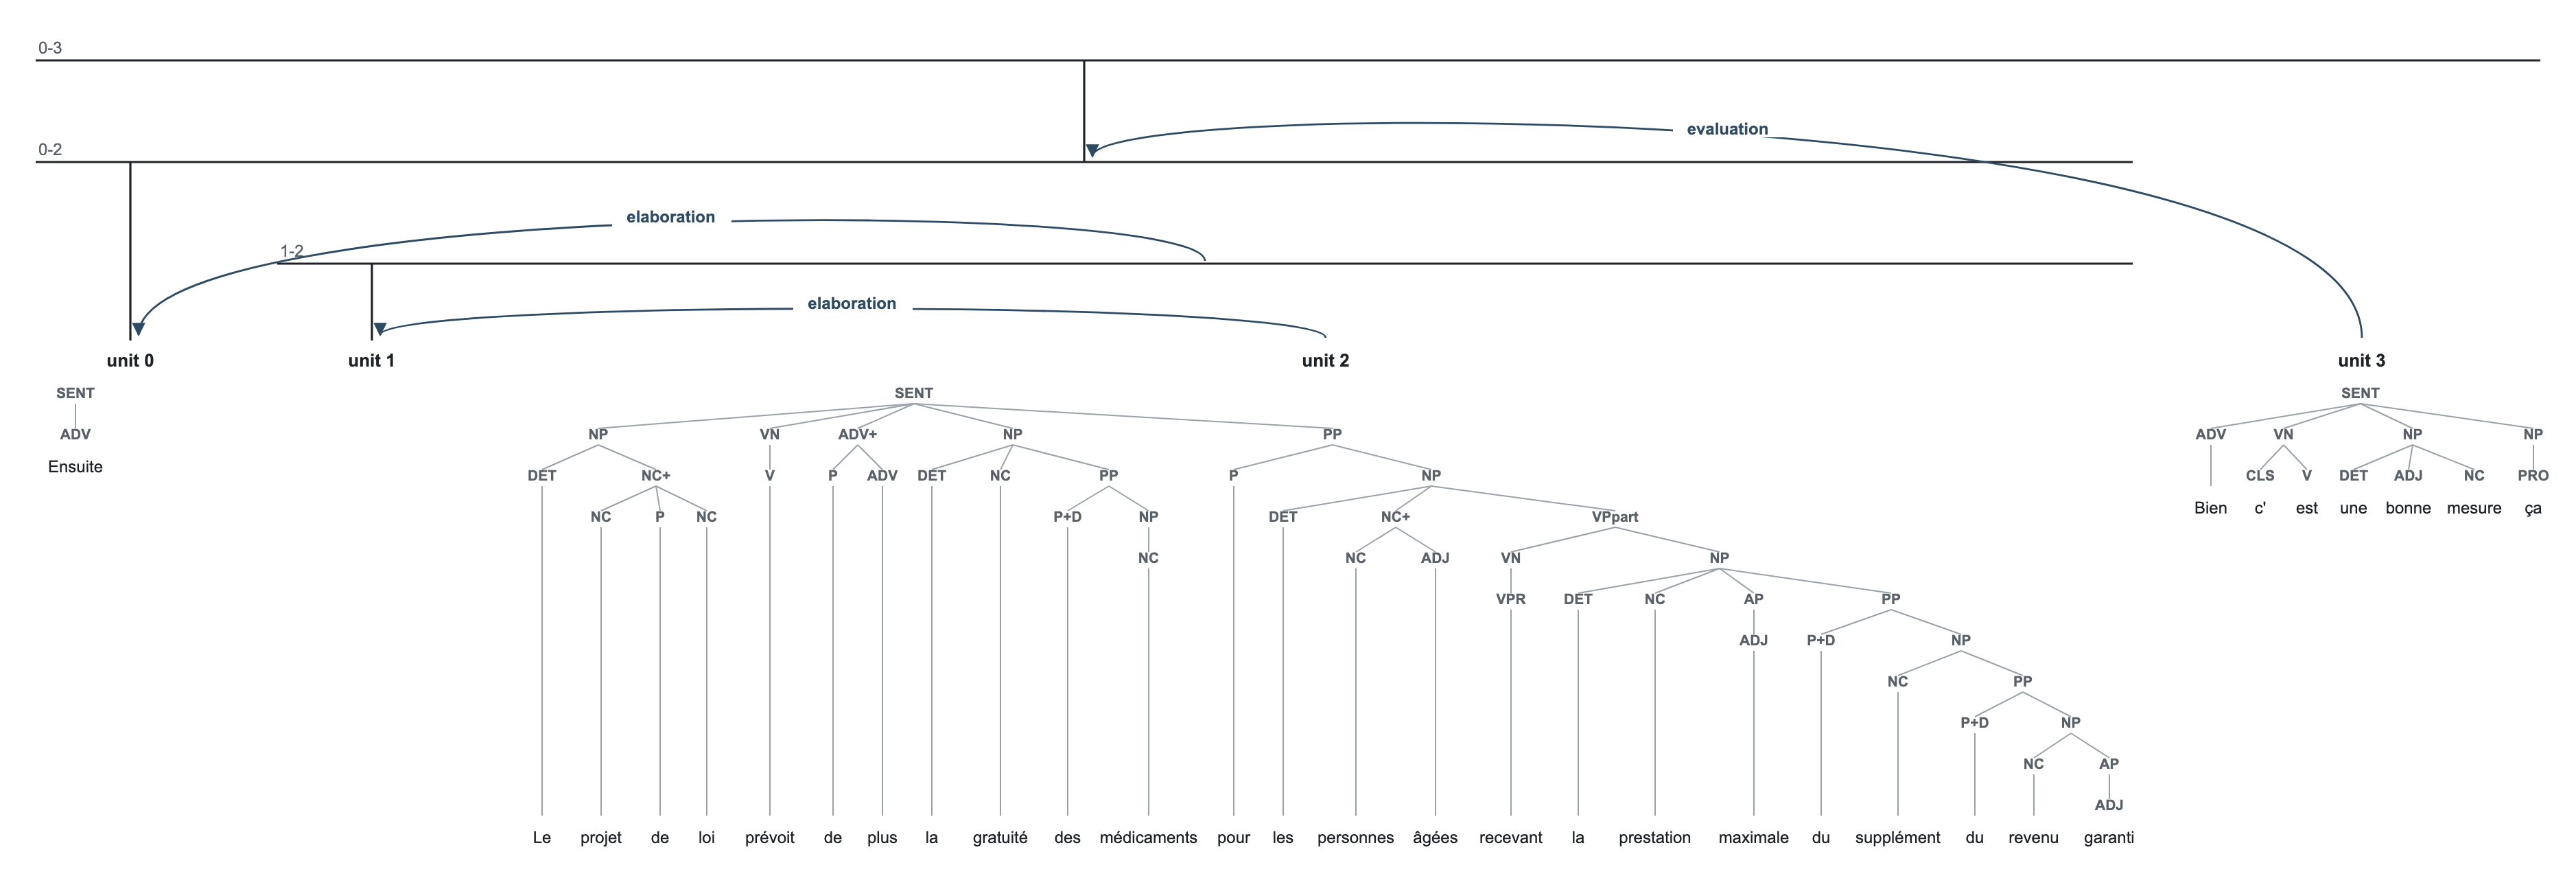 0-3
evaluation
0-2
elaboration
1-2
elaboration
unit 0 unit 1 unit 2 unit 3
SENT SENT SENT
ADV NP VN ADV+ NP PP ADV VN NP NP
Ensuite
DET NC+ V P ADV DET NC PP P NP CLS V DET ADJ NC PRO
Bien c' est une bonne mesure ça
NC P NC P+D NP DET NC+ VPpart
NC NC ADJ VN NP
VPR DET NC AP PP
ADJ P+D NP
NC PP
P+D NP
NC AP
ADJ
Le projet de loi prévoit de plus la gratuité des médicaments pour les personnes âgées recevant la prestation maximale du supplément du revenu garanti